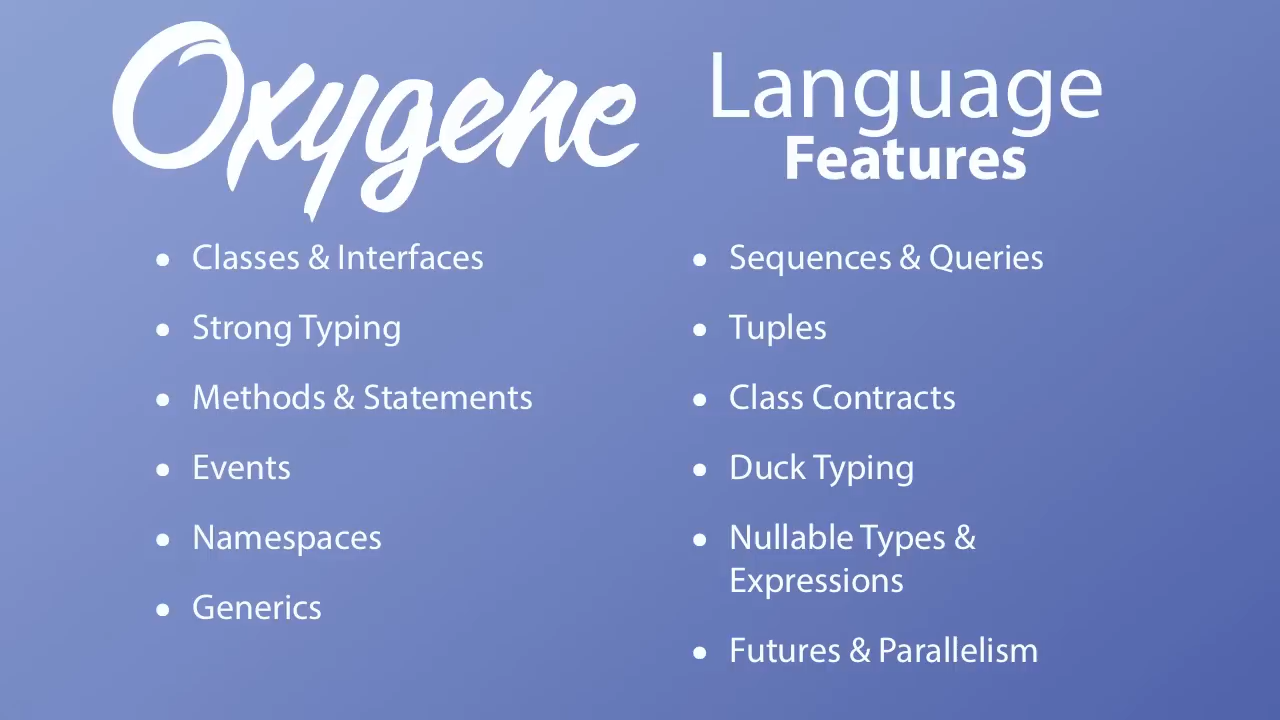 Oxygene
Language
Features
• Classes & Interfaces
• Strong Typing
• Methods & Statements
• Events
• Namespaces
• Generics
• Sequences & Queries
• Tuples
• Class Contracts
• Duck Typing
• Nullable Types &
Expressions
• Futures & Parallelism